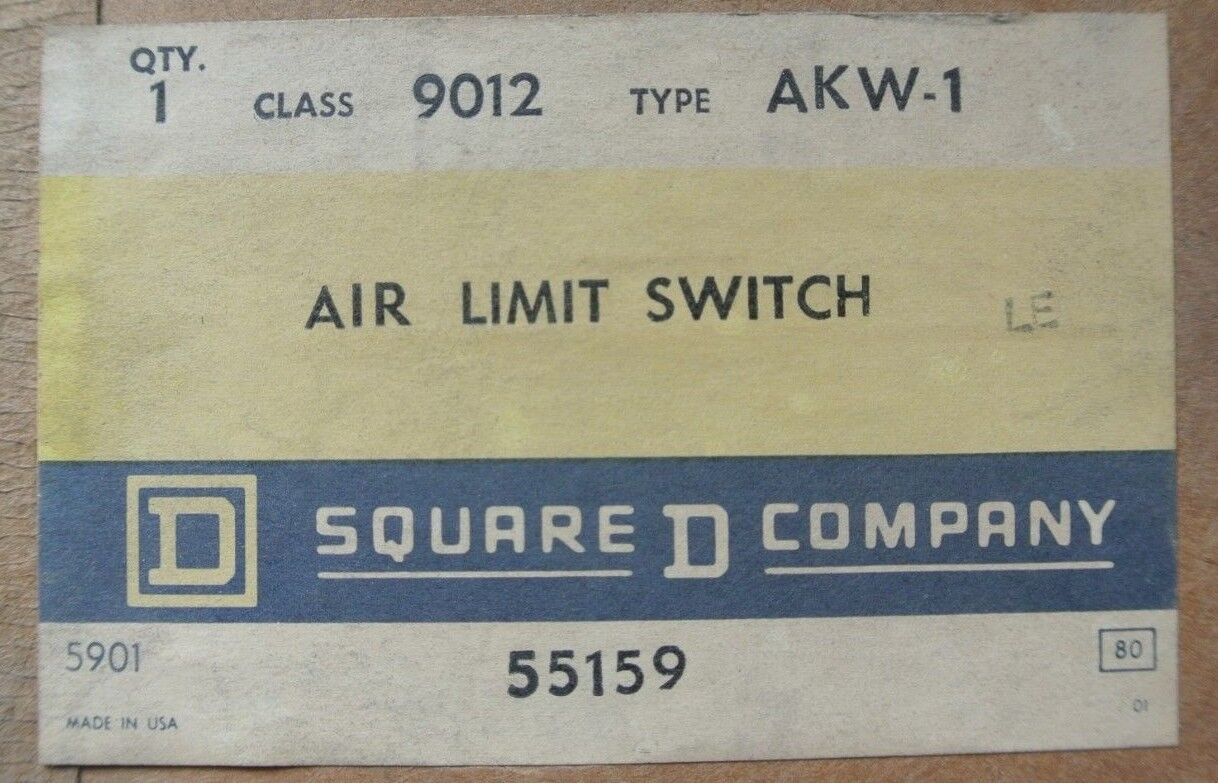 QTY.
1 CLASS 9012 TYPE AKW-1
AIR LIMIT SWITCH LE
D SQUARE D COMPANY
5901 55159 80
MADE IN USA 01